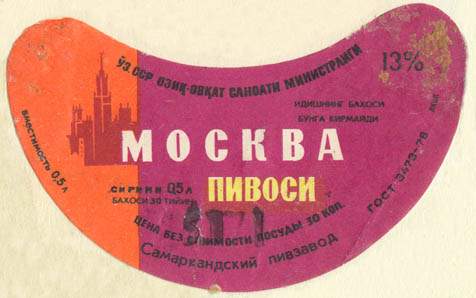 ЎЗ.ССР ОЗИҚ-ОВҚАТ САНОАТИ МИНИСТРЛИГИ
13%
ИДИШНИНГ БАХОСИ
БУНГА КИРМАЙДИ
МОСКВА
ПИВОСИ
СИҒИМИ 0,5 Л
БАХОСИ 30 ТИЙИН
Вместимость 0,5 л
ЦЕНА БЕЗ СТОИМОСТИ ПОСУДЫ 30 КОП.
Самаркандский пивзавод
ГОСТ 3473-78